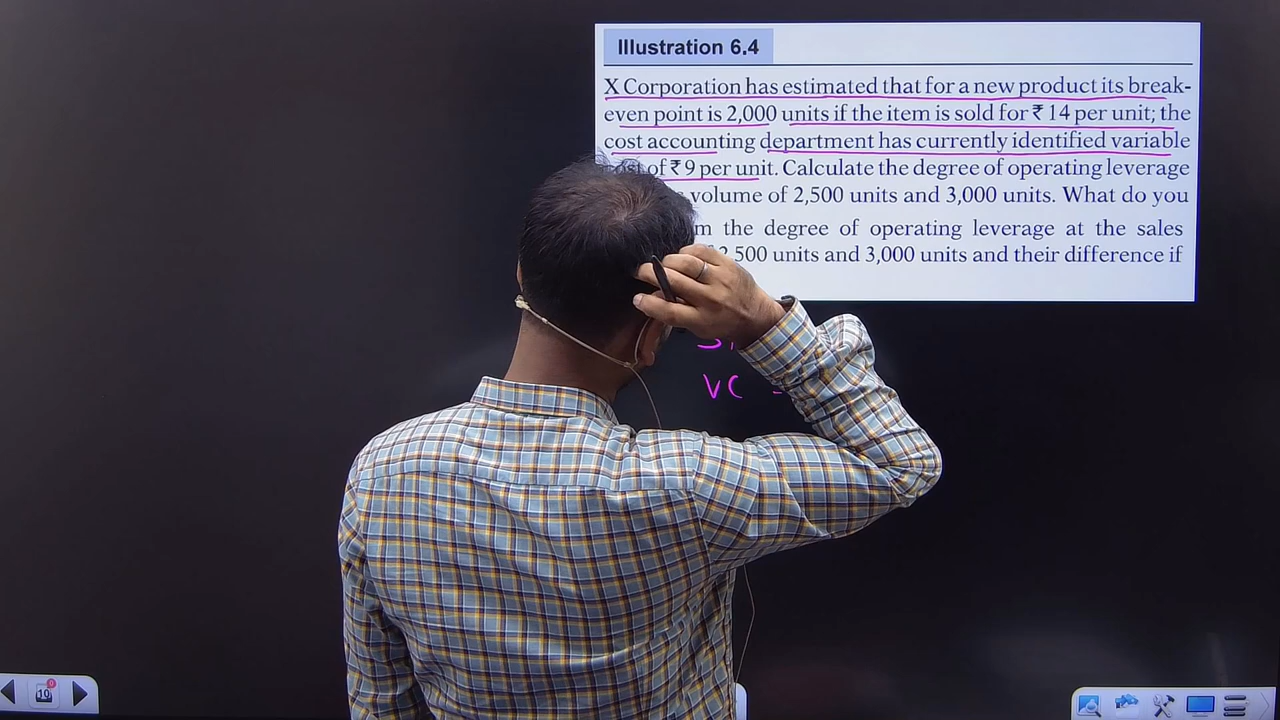 Illustration 6.4
X Corporation has estimated that for a new product its break-
even point is 2,000 units if the item is sold for ₹ 14 per unit; the
cost accounting department has currently identified variable
of ₹ 9 per unit. Calculate the degree of operating leverage
volume of 2,500 units and 3,000 units. What do you
the degree of operating leverage at the sales
500 units and 3,000 units and their difference if
VC
10